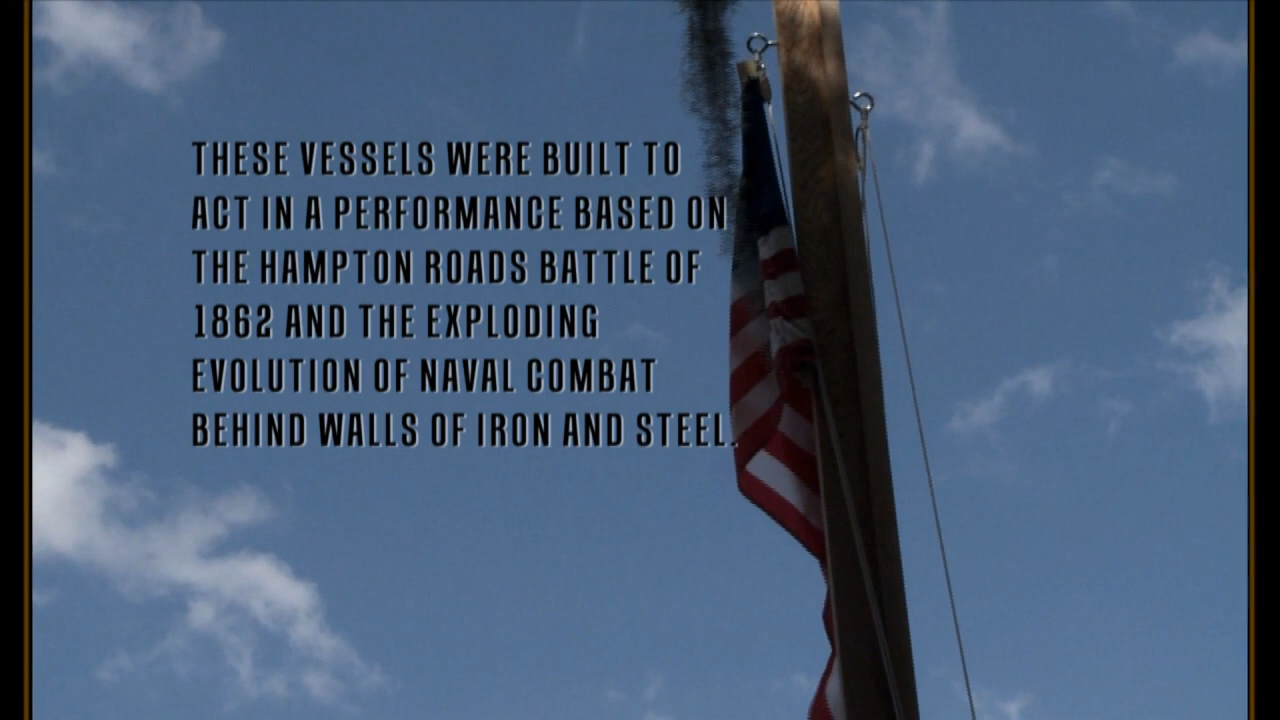 THESE VESSELS WERE BUILT TO
ACT IN A PERFORMANCE BASED ON
THE HAMPTON ROADS BATTLE OF
1862 AND THE EXPLODING
EVOLUTION OF NAVAL COMBAT
BEHIND WALLS OF IRON AND STEEL.